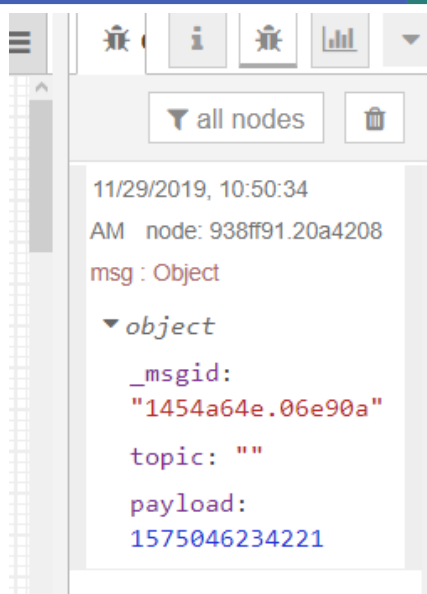 all nodes
11/29/2019, 10:50:34
AM node: 938ff91.20a4208
msg : Object
object
_msgid:
"1454a64e.06e90a"
topic: ""
payload:
1575046234221